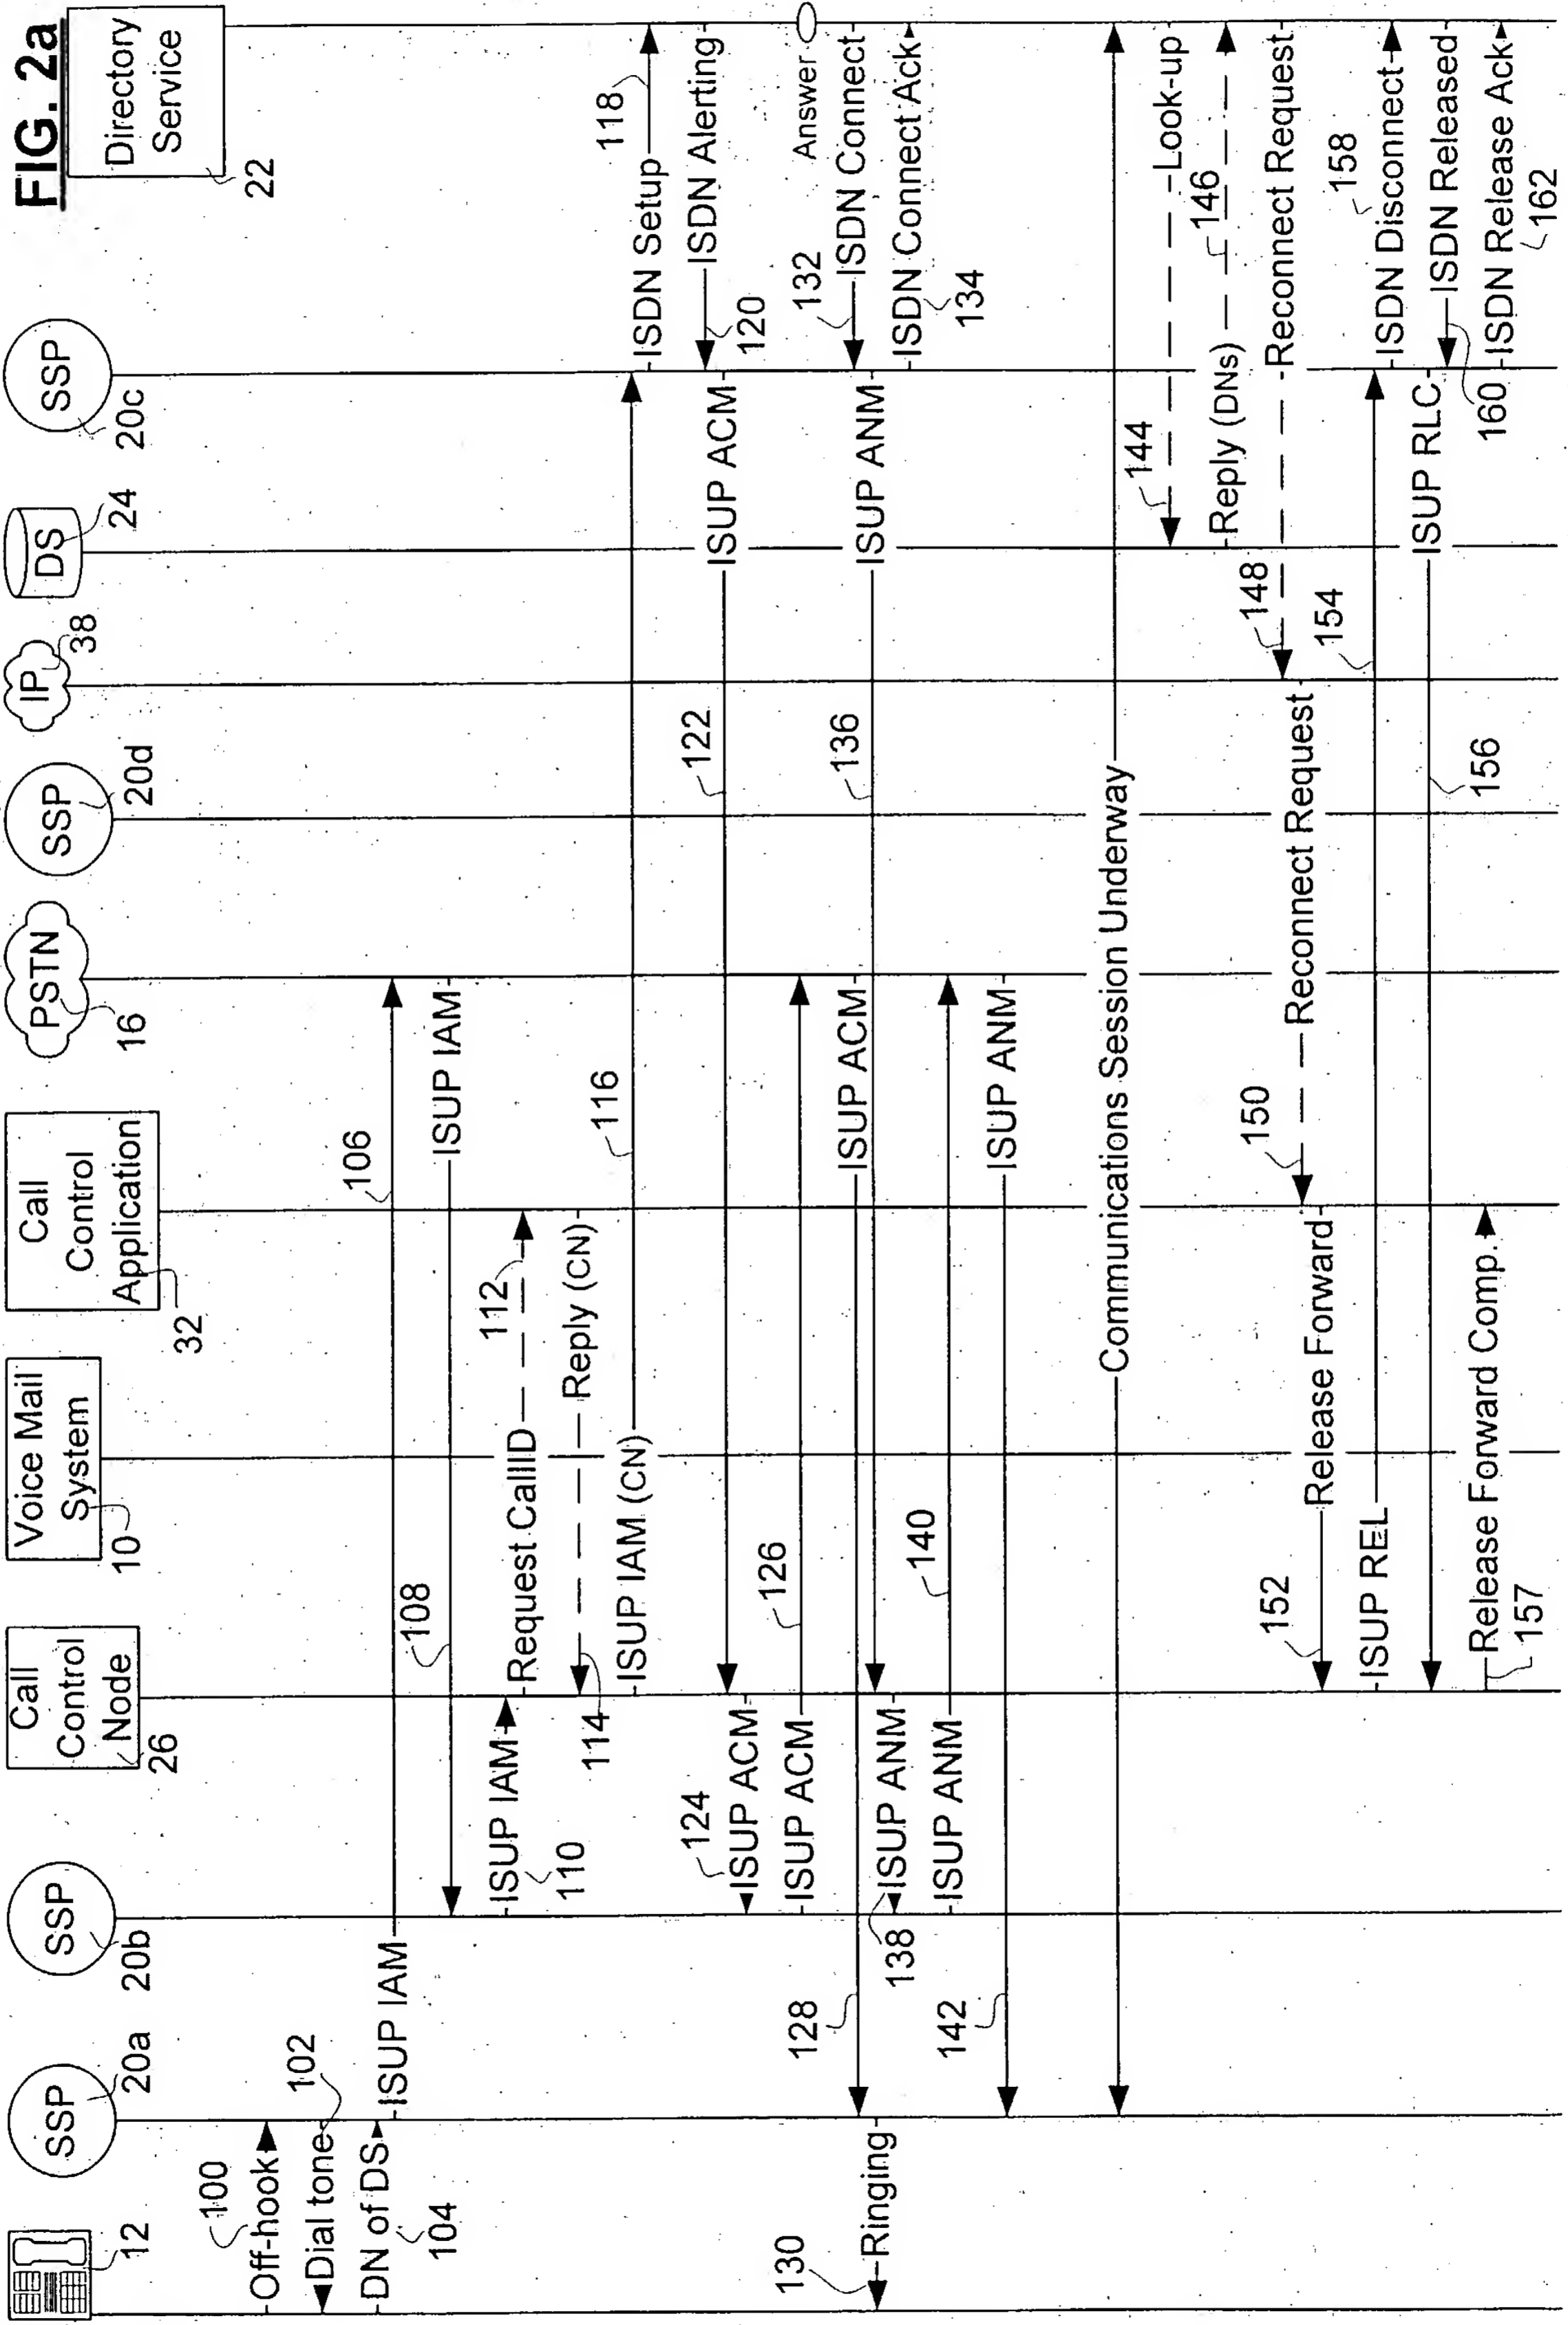 FIG. 2a
12
SSP
20a
SSP
20b
Call
Control
Node
26
Voice Mail
System
10
Call
Control
Application
32
PSTN
16
SSP
20d
IP
38
DS
24
SSP
20c
Directory
Service
22
100
Off-hook
Dial tone
102
DN of DS
104
ISUP IAM
106
108
ISUP IAM
ISUP IAM
110
Request CallID
112
114
Reply (CN)
ISUP IAM (CN)
116
ISDN Setup
118
ISDN Alerting
120
ISUP ACM
122
124
ISUP ACM
ISUP ACM
126
128
ISUP ACM
130
Ringing
Answer
132
ISDN Connect
ISDN Connect Ack
134
ISUP ANM
136
138
ISUP ANM
ISUP ANM
140
142
ISUP ANM
Communications Session Underway
144
Look-up
Reply (DNs)
146
148
Reconnect Request
150
Reconnect Request
152
Release Forward
ISUP REL
154
ISUP RLC
156
Release Forward Comp.
157
ISDN Disconnect
158
ISDN Released
160
ISDN Release Ack
162